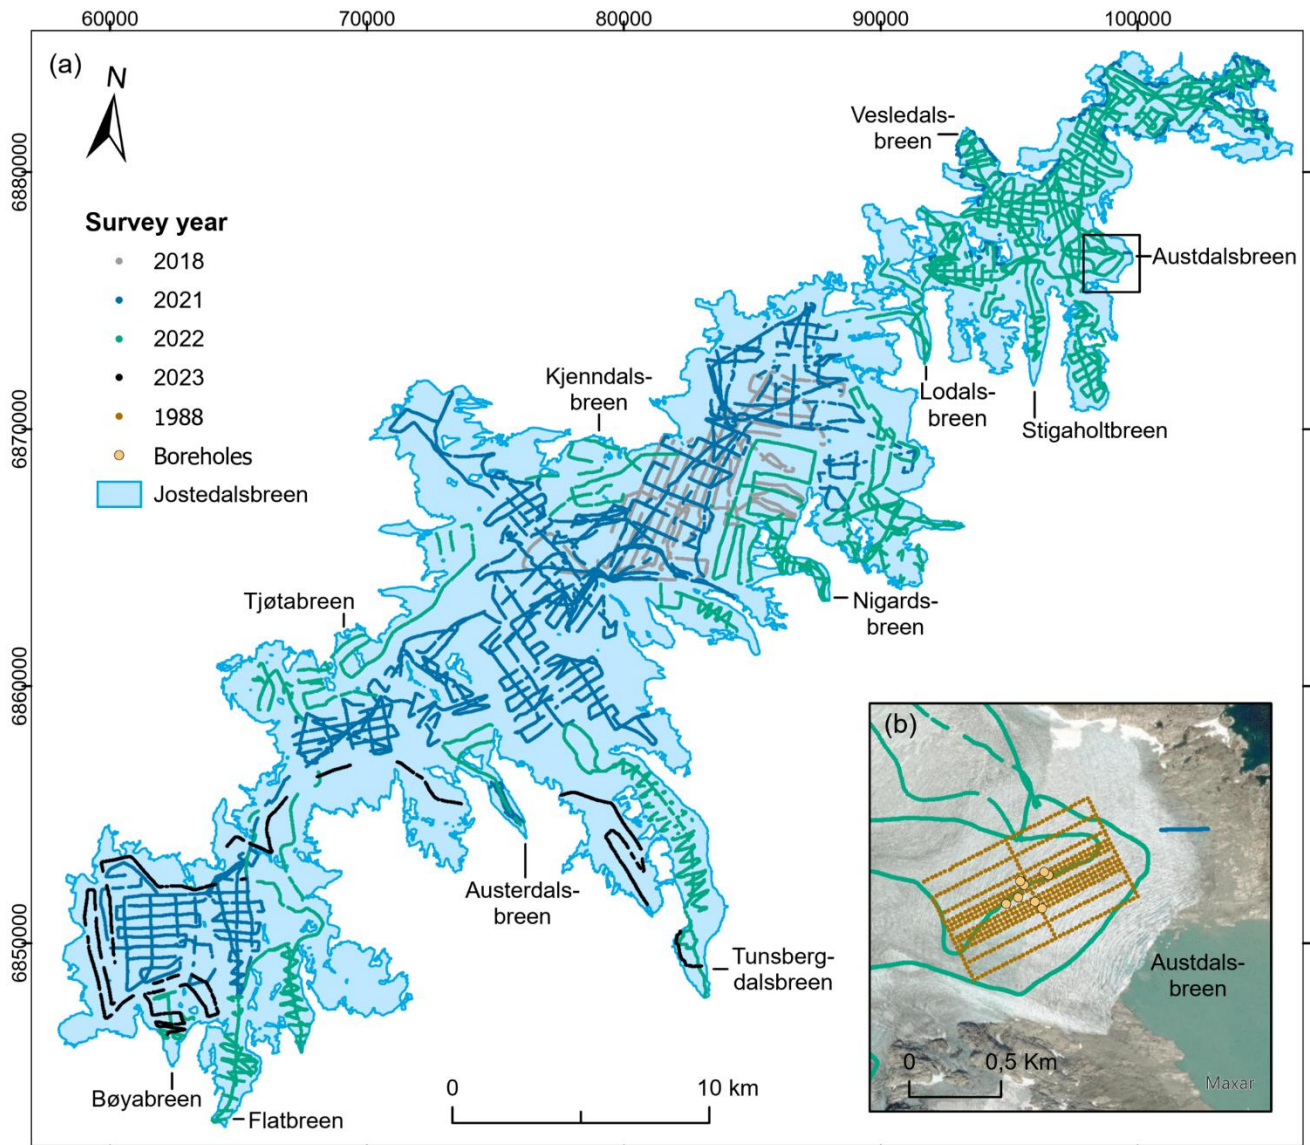 60000
70000
80000
90000
100000
(a)
N
6880000
6870000
6860000
6850000
Survey year
2018
2021
2022
2023
1988
Boreholes
Jostedalsbreen
Vesledals-
breen
Austdalsbreen
Lodals-
breen
Stigaholtbreen
Kjenndals-
breen
Nigards-
breen
Tjøtabreen
Austerdals-
breen
Tunsberg-
dalsbreen
Bøyabreen
Flatbreen
0
10 km
(b)
Austdals-
breen
0
0,5 Km
Maxar